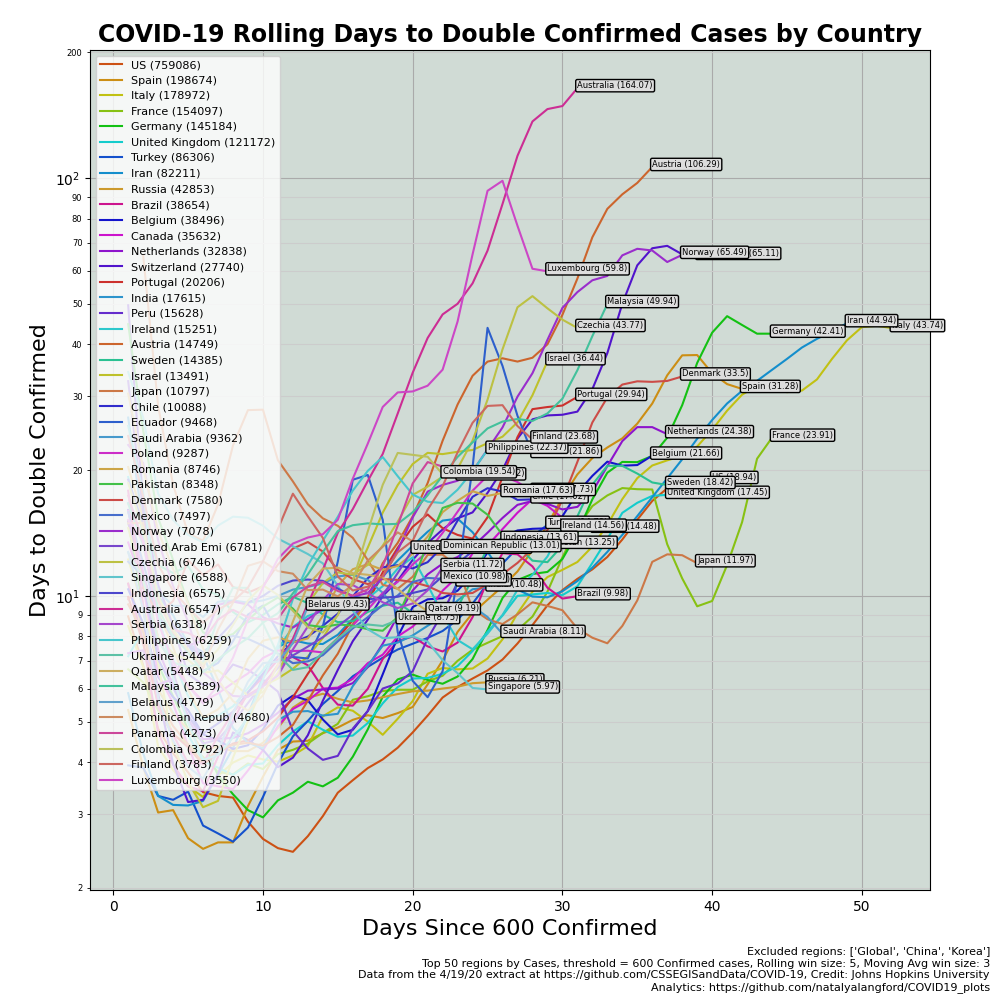 COVID-19 Rolling Days to Double Confirmed Cases by Country
Days to Double Confirmed
200
10²
90
80
70
60
50
40
30
20
10¹
9
8
7
6
5
4
3
2
US (759086)
Spain (198674)
Italy (178972)
France (154097)
Germany (145184)
United Kingdom (121172)
Turkey (86306)
Iran (82211)
Russia (42853)
Brazil (38654)
Belgium (38496)
Canada (35632)
Netherlands (32838)
Switzerland (27740)
Portugal (20206)
India (17615)
Peru (15628)
Ireland (15251)
Austria (14749)
Sweden (14385)
Israel (13491)
Japan (10797)
Chile (10088)
Ecuador (9468)
Saudi Arabia (9362)
Poland (9287)
Romania (8746)
Pakistan (8348)
Denmark (7580)
Mexico (7497)
Norway (7078)
United Arab Emi (6781)
Czechia (6746)
Singapore (6588)
Indonesia (6575)
Australia (6547)
Serbia (6318)
Philippines (6259)
Ukraine (5449)
Qatar (5448)
Malaysia (5389)
Belarus (4779)
Dominican Repub (4680)
Panama (4273)
Colombia (3792)
Finland (3783)
Luxembourg (3550)
Australia (164.07)
Austria (106.29)
Norway (65.49)
(65.11)
Luxembourg (59.8)
Malaysia (49.94)
Czechia (43.77)
Iran (44.94)
aly (43.74)
Germany (42.41)
Israel (36.44)
Denmark (33.5)
Spain (31.28)
Portugal (29.94)
Netherlands (24.38)
France (23.91)
Finland (23.68)
Philippines (22.37)
(21.86)
Belgium (21.66)
Colombia (19.54)
Sweden (18.42)
United Kingdom (17.45)
Romania (17.63)
Ireland (14.56)
(14.48)
Indonesia (13.61)
(13.25)
United
Dominican Republic (13.01)
Japan (11.97)
Serbia (11.72)
Mexico (10.98)
(10.48)
Brazil (9.98)
Belarus (9.43)
Qatar (9.19)
Ukraine (8.73)
Saudi Arabia (8.11)
Russia (6.21)
Singapore (5.97)
0 10 20 30 40 50
Days Since 600 Confirmed
Excluded regions: ['Global', 'China', 'Korea']
Top 50 regions by Cases, threshold = 600 Confirmed cases, Rolling win size: 5, Moving Avg win size: 3
Data from the 4/19/20 extract at https://github.com/CSSEGISandData/COVID-19, Credit: Johns Hopkins University
Analytics: https://github.com/natalyalangford/COVID19_plots